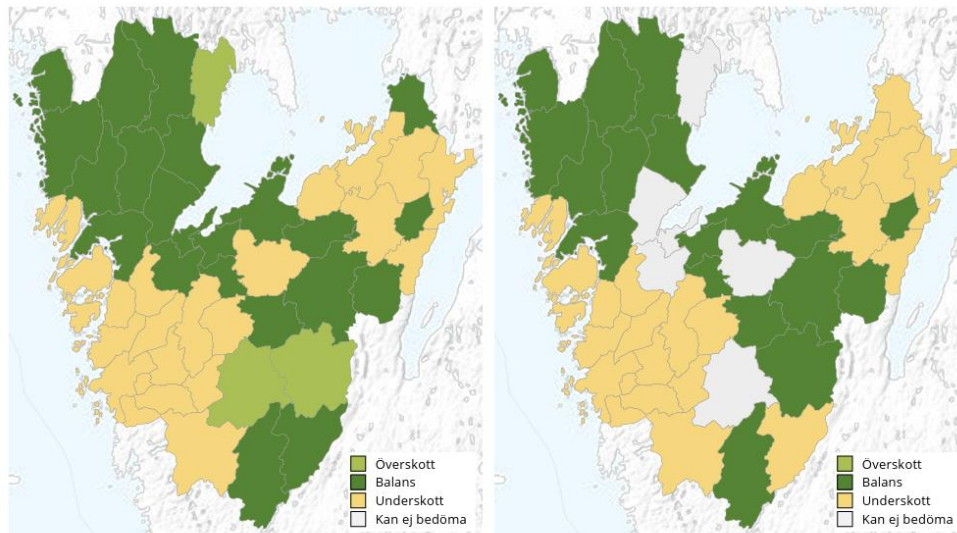 Överskott
Balans
Underskott
Kan ej bedöma
Överskott
Balans
Underskott
Kan ej bedöma